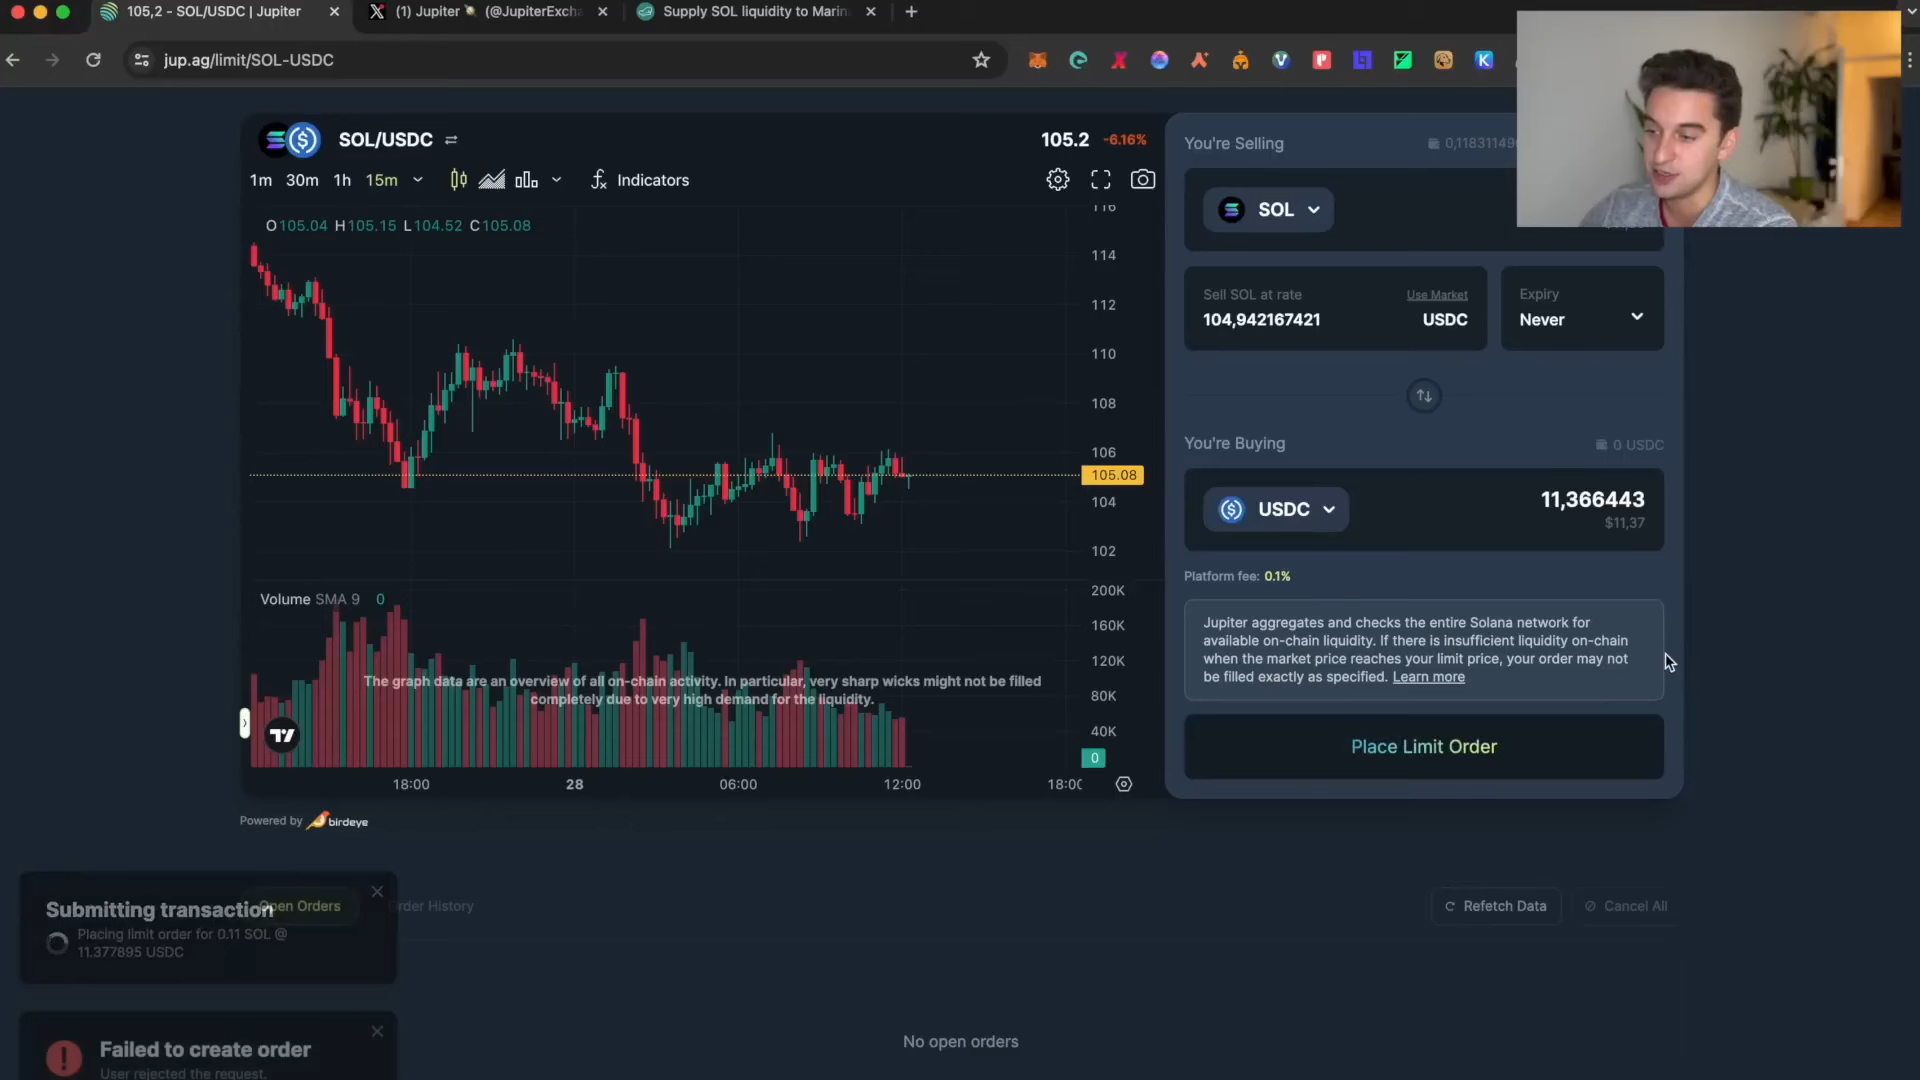 105,2 - SOL/USDC | Jupiter
(1) Jupiter (@JupiterExcha
Supply SOL liquidity to Marin
jup.ag/limit/SOL-USDC
SOL/USDC
105.2 -6.16%
1m 30m 1h 15m
Indicators
O105.04 H105.15 L104.52 C105.08
116
114
112
110
108
106
105.08
104
102
Volume SMA 9 0
200K
160K
120K
80K
40K
0
The graph data are an overview of all on-chain activity. In particular, very sharp wicks might not be filled
completely due to very high demand for the liquidity.
18:00 28 06:00 12:00 18:00
Powered by birdeye
You're Selling
SOL
Sell SOL at rate
Use Market
104,942167421 USDC
Expiry
Never
You're Buying
0 USDC
USDC
11,366443
$11,37
Platform fee: 0.1%
Jupiter aggregates and checks the entire Solana network for
available on-chain liquidity. If there is insufficient liquidity on-chain
when the market price reaches your limit price, your order may not
be filled exactly as specified. Learn more
Place Limit Order
Open Orders
Order History
Refetch Data
Cancel All
Submitting transaction
Placing limit order for 0.11 SOL @
11.377895 USDC
Failed to create order
User rejected the request.
No open orders